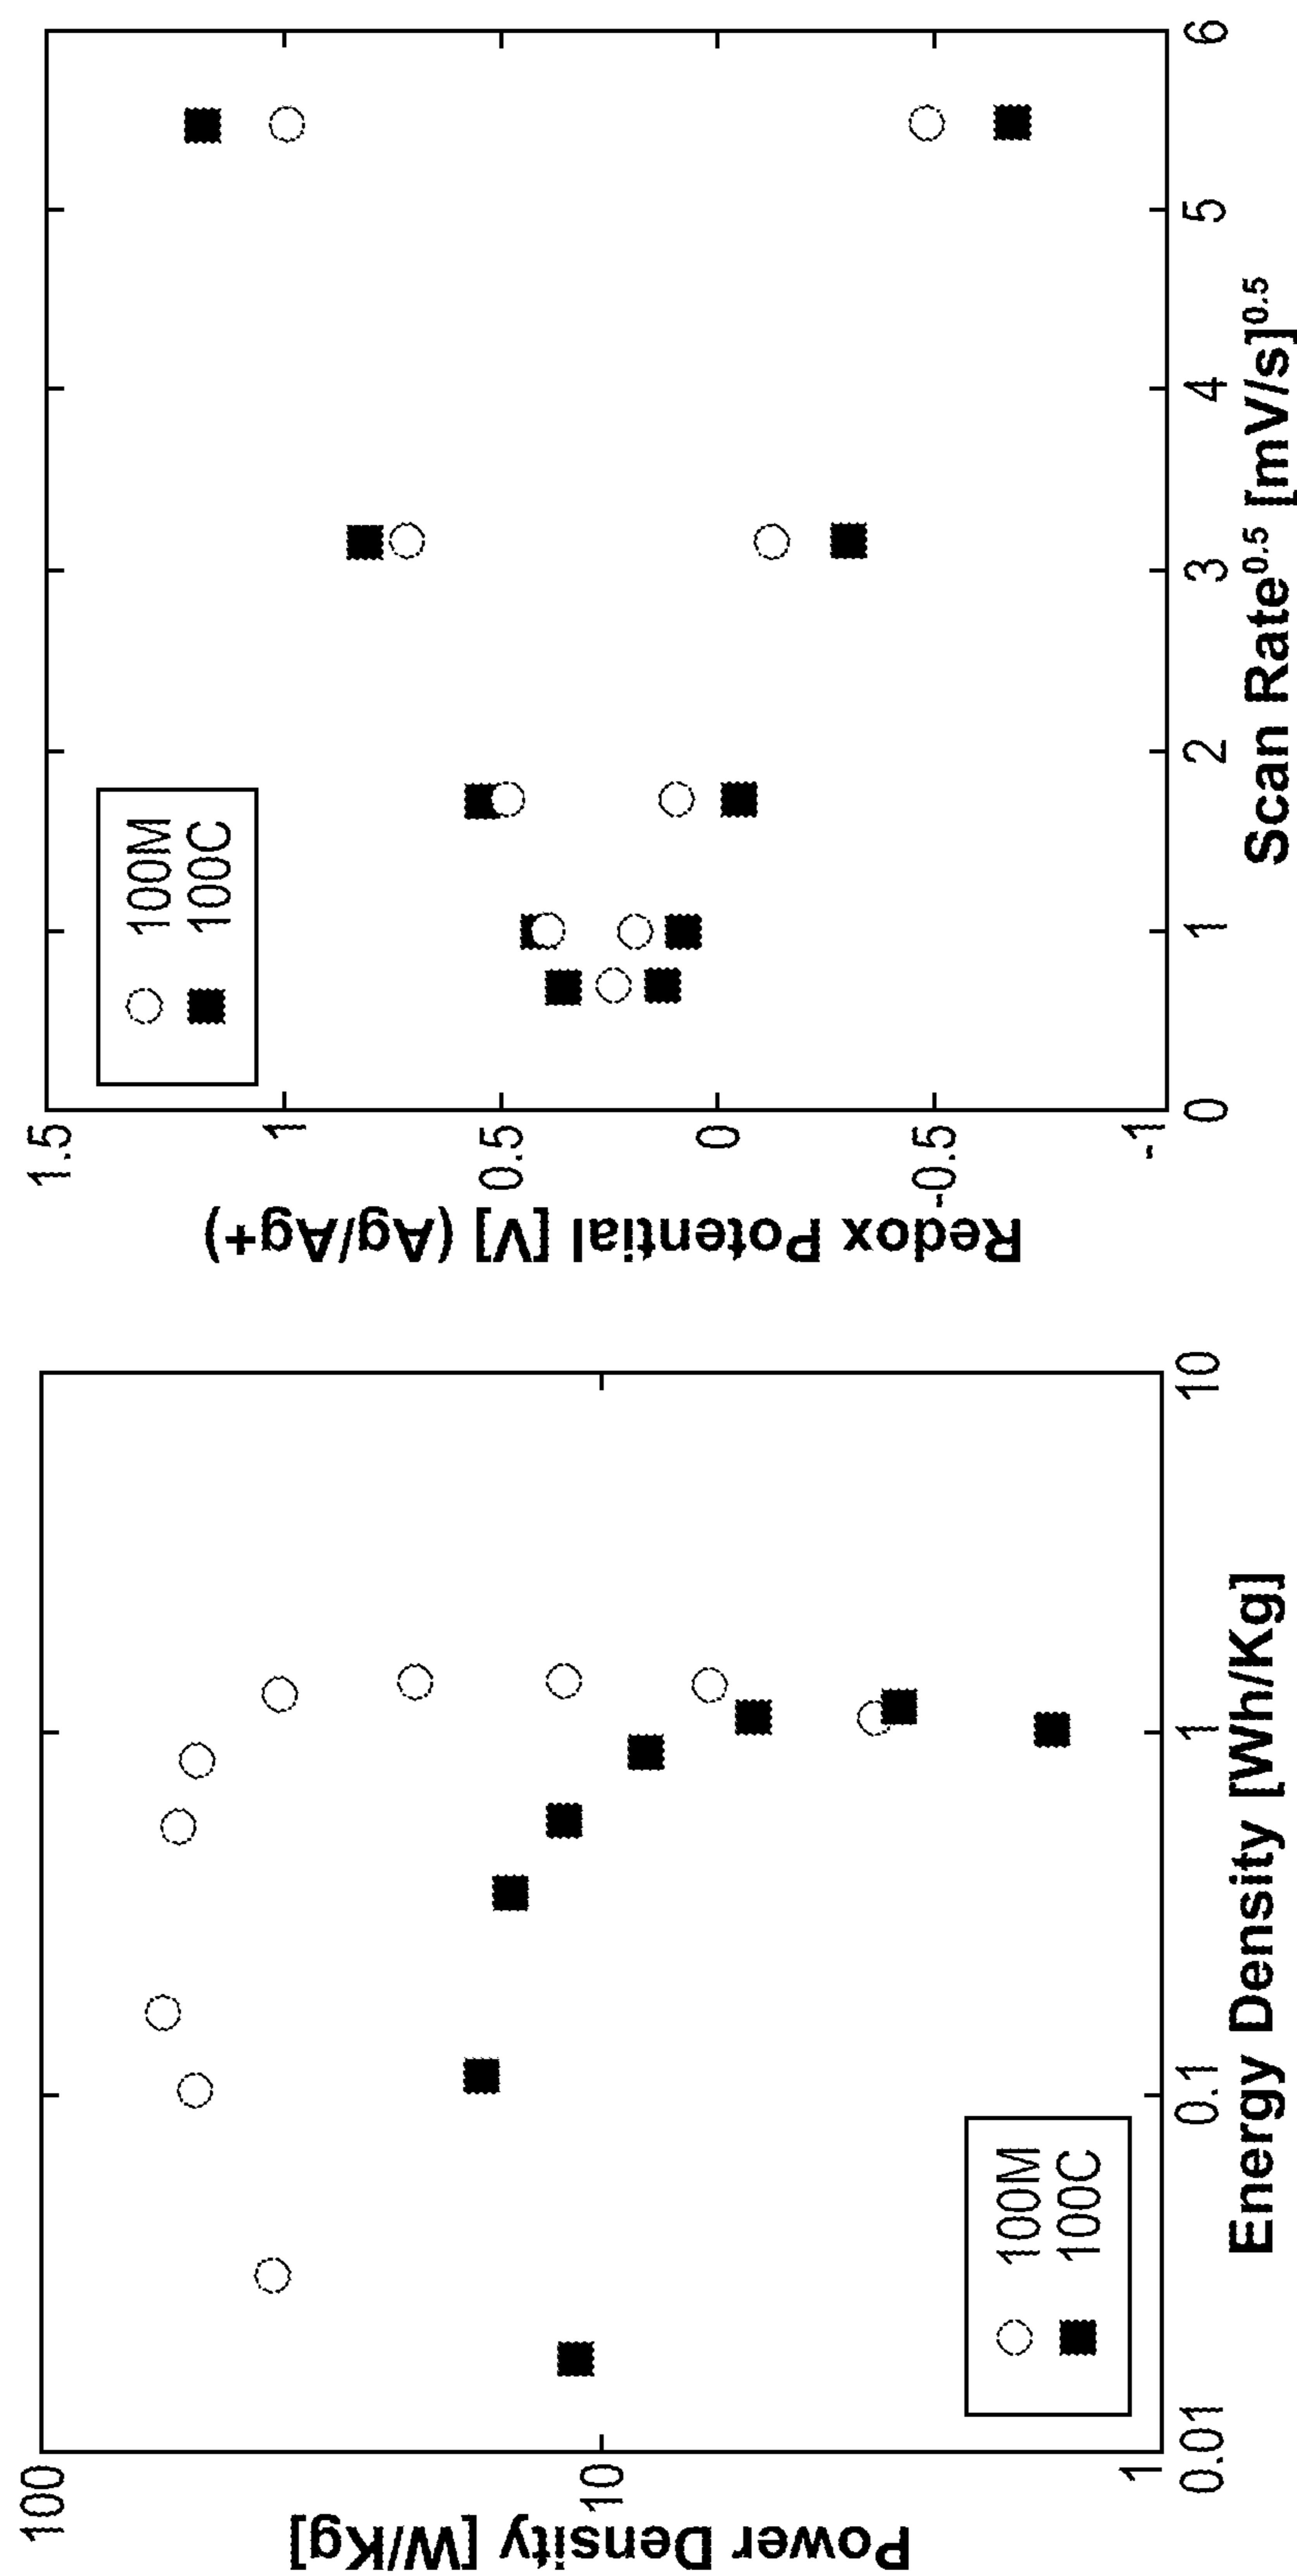 100
10
1
Power Density [W/Kg]
100M
100C
0.01
0.1
1
10
Energy Density [Wh/Kg]
1.5
1
0.5
0
-0.5
-1
Redox Potential [V] (Ag/Ag+)
100M
100C
0
1
2
3
4
5
6
Scan Rate^0.5 [mV/s]^0.5